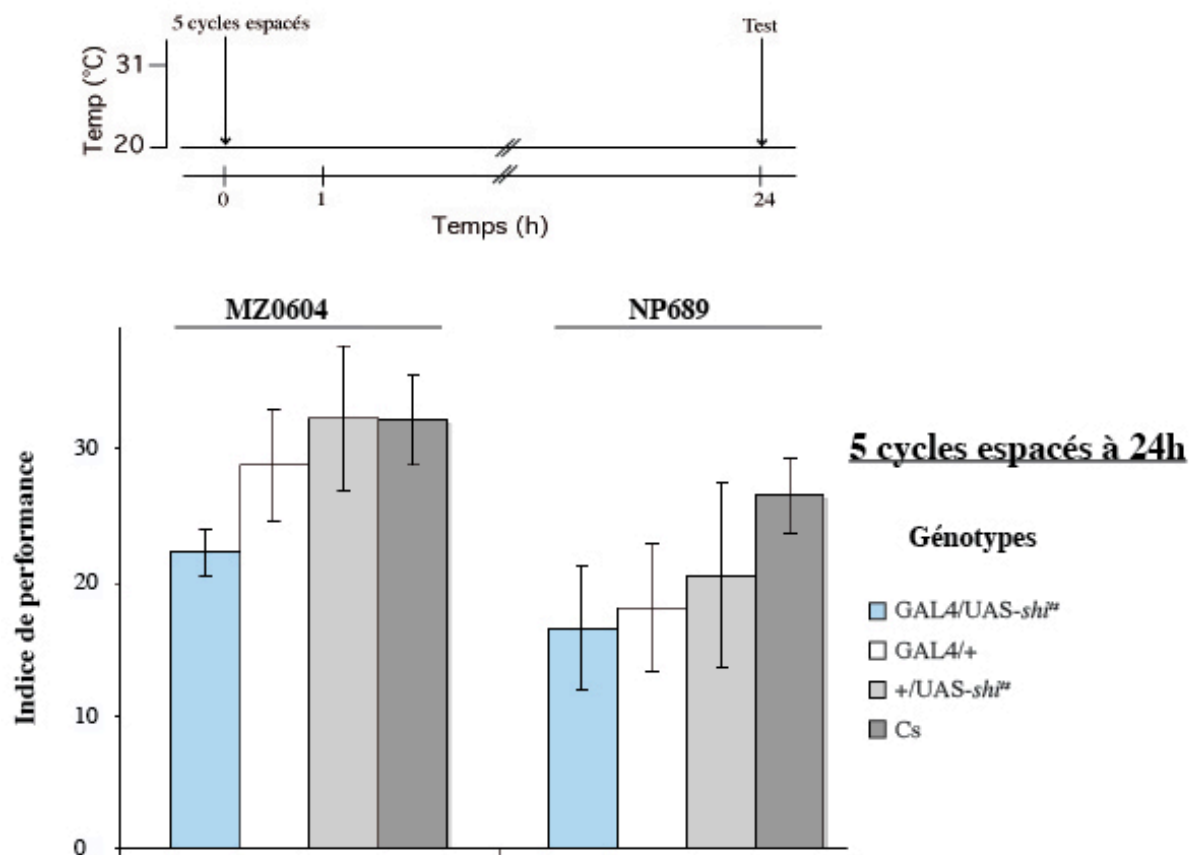 5 cycles espacés
Test
Temp (°C)
31
20
0
1
24
Temps (h)
MZ0604
NP689
Indice de performance
30
20
10
0
5 cycles espacés à 24h
Génotypes
GAL4/UAS-shiᵗˢ
GAL4/+
+/UAS-shiᵗˢ
Cs